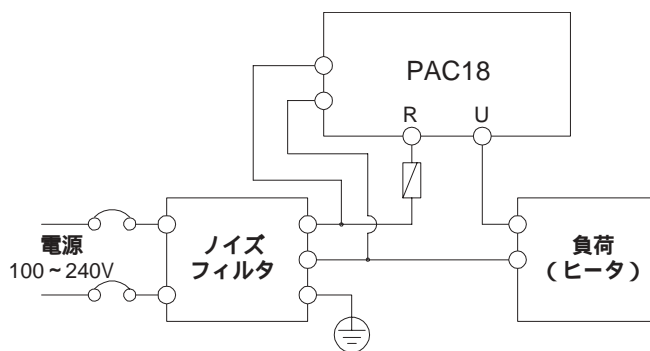 PAC18
R U
電源
100~240V
ノイズ
フィルタ
負荷
(ヒータ)